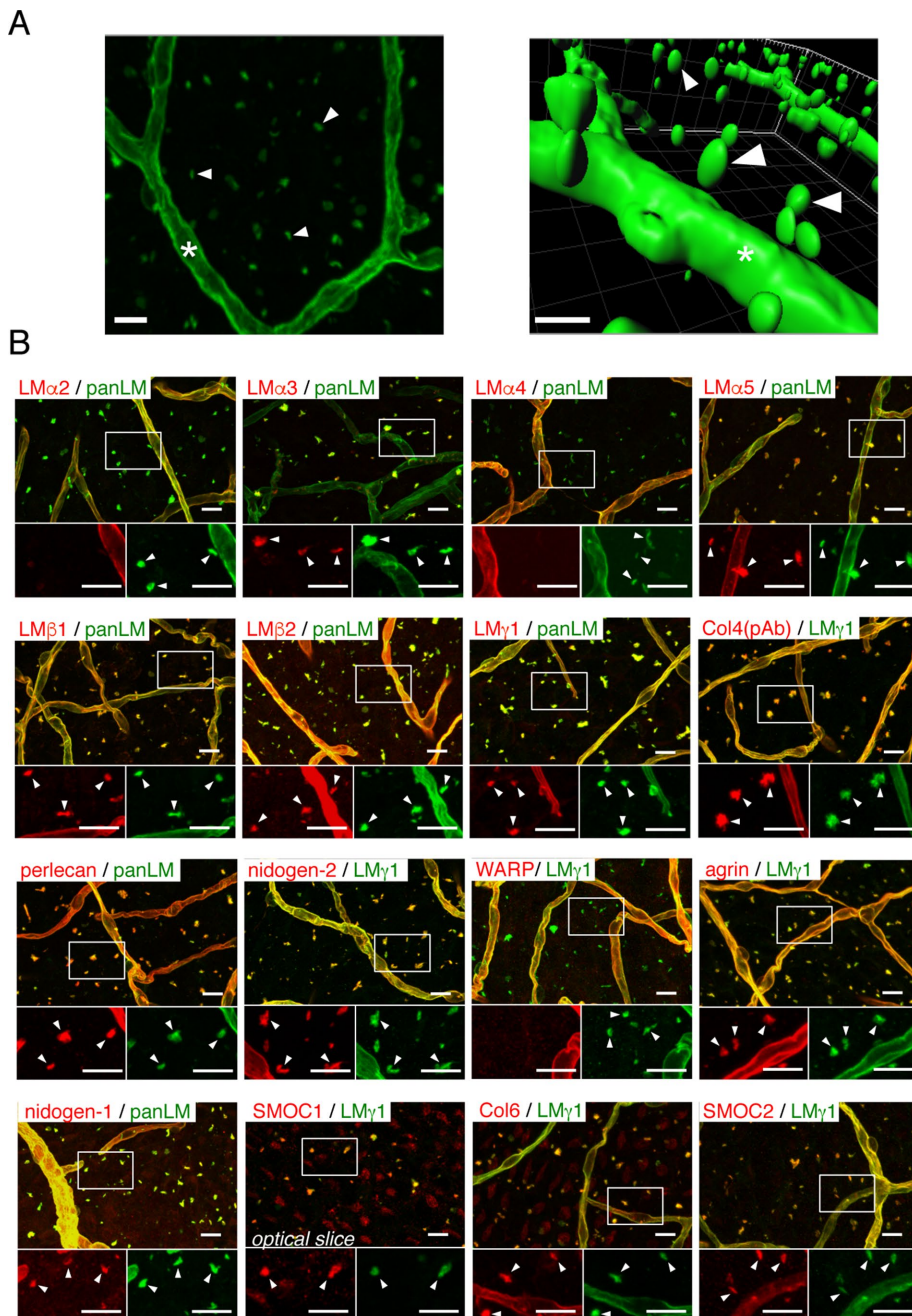 A
*
*
B
LMα2 / panLM
LMα3 / panLM
LMα4 / panLM
LMα5 / panLM
LMβ1 / panLM
LMβ2 / panLM
LMγ1 / panLM
Col4(pAb) / LMγ1
perlecan / panLM
nidogen-2 / LMγ1
WARP/ LMγ1
agrin / LMγ1
nidogen-1 / panLM
SMOC1 / LMγ1
Col6 / LMγ1
SMOC2 / LMγ1
optical slice